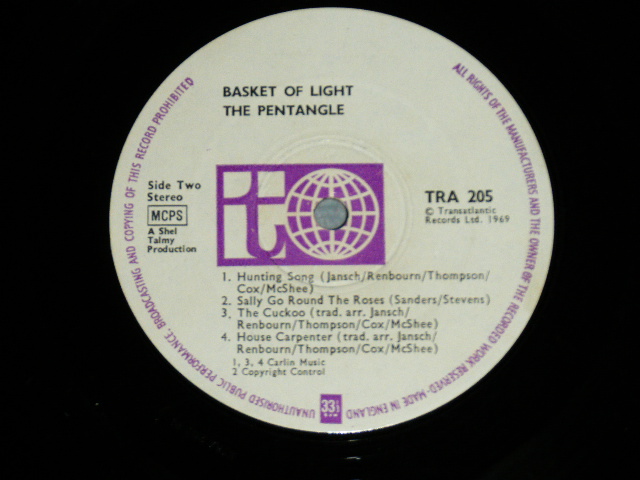 BASKET OF LIGHT
THE PENTANGLE
Side Two
Stereo
MCPS
A Shel
Talmy
Production
it
TRA 205
© Transatlantic
Records Ltd. 1969
1. Hunting Song (Jansch/Renbourn/Thompson/
Cox/McShee)
2. Sally Go Round The Roses (Sanders/Stevens)
3. The Cuckoo (trad. arr. Jansch/
Renbourn/Thompson/Cox/McShee)
4. House Carpenter (trad. arr. Jansch/
Renbourn/Thompson/Cox/McShee)
1, 3, 4 Carlin Music
2 Copyright Control
33⅓
ALL RIGHTS OF THE MANUFACTURERS AND THE OWNER OF THE RECORDED WORK RESERVED-MADE IN ENGLAND
UNAUTHORISED PUBLIC PERFORMANCE, BROADCASTING AND COPYING OF THIS RECORD PROHIBITED